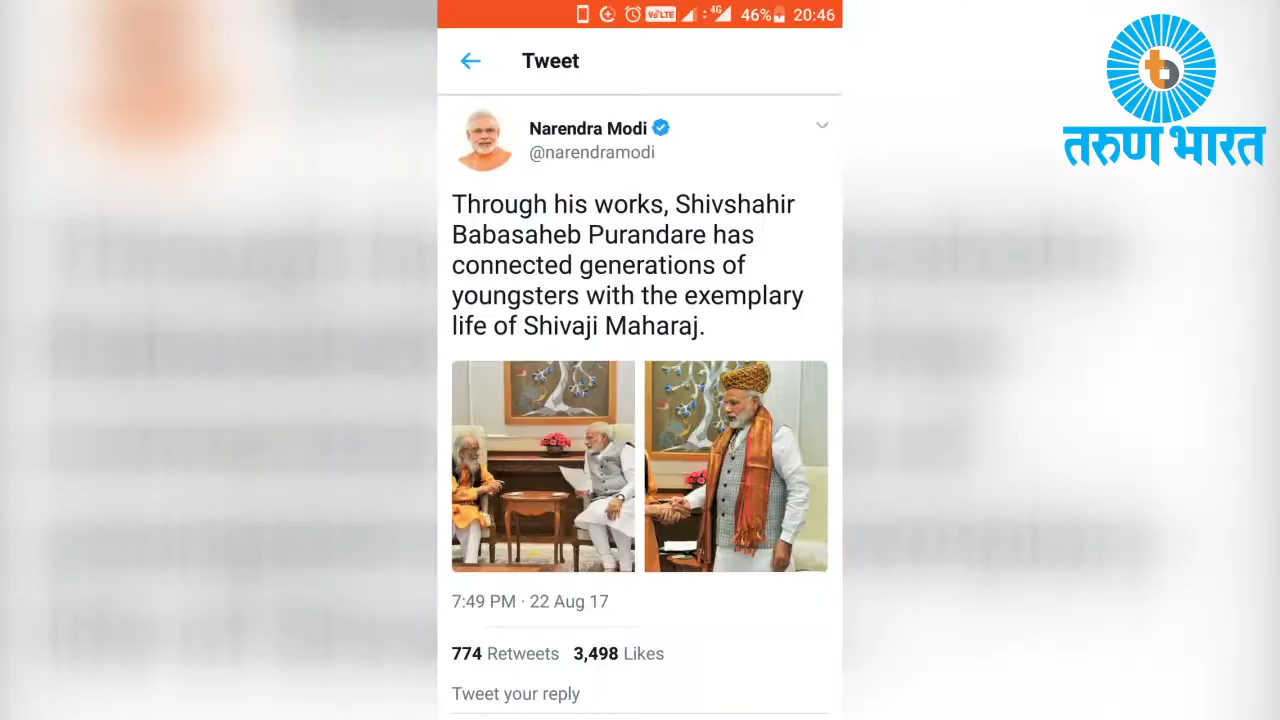 VoLTE 4G 46% 20:46
Tweet
तरुण भारत
Narendra Modi
@narendramodi
Through his works, Shivshahir
Babasaheb Purandare has
connected generations of
youngsters with the exemplary
life of Shivaji Maharaj.
7:49 PM · 22 Aug 17
774 Retweets 3,498 Likes
Tweet your reply